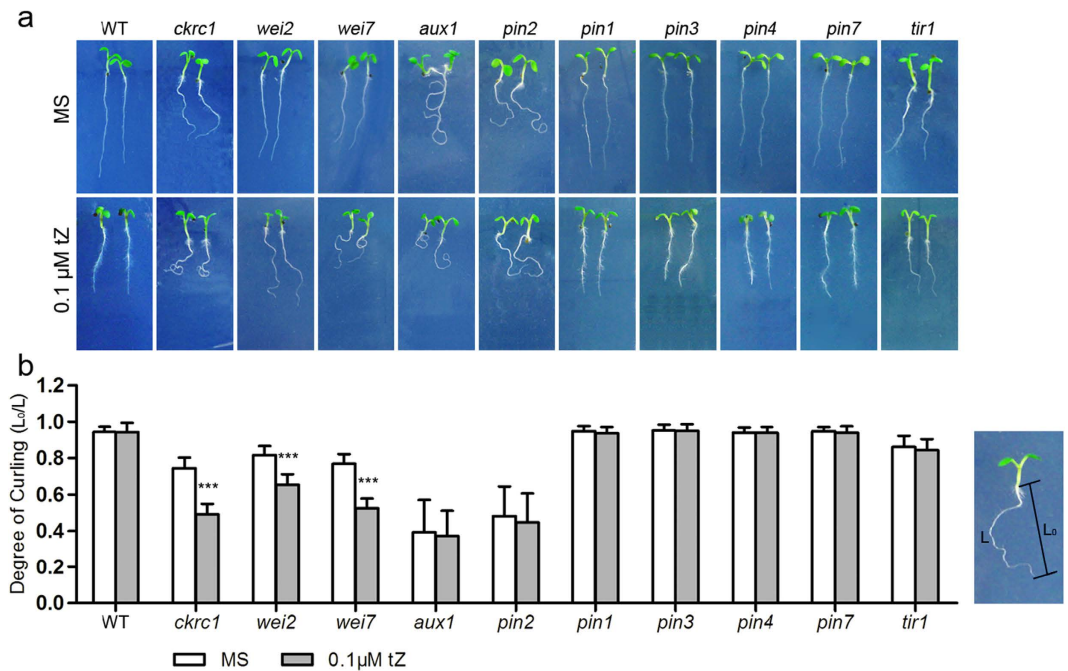 a
WT ckrc1 wei2 wei7 aux1 pin2 pin1 pin3 pin4 pin7 tir1
MS
0.1 µM tZ
b
Degree of Curling (L₀/L)
1.2
1.0
0.8
0.6
0.4
0.2
0.0
*** *** ***
WT ckrc1 wei2 wei7 aux1 pin2 pin1 pin3 pin4 pin7 tir1
MS 0.1µM tZ
L L₀